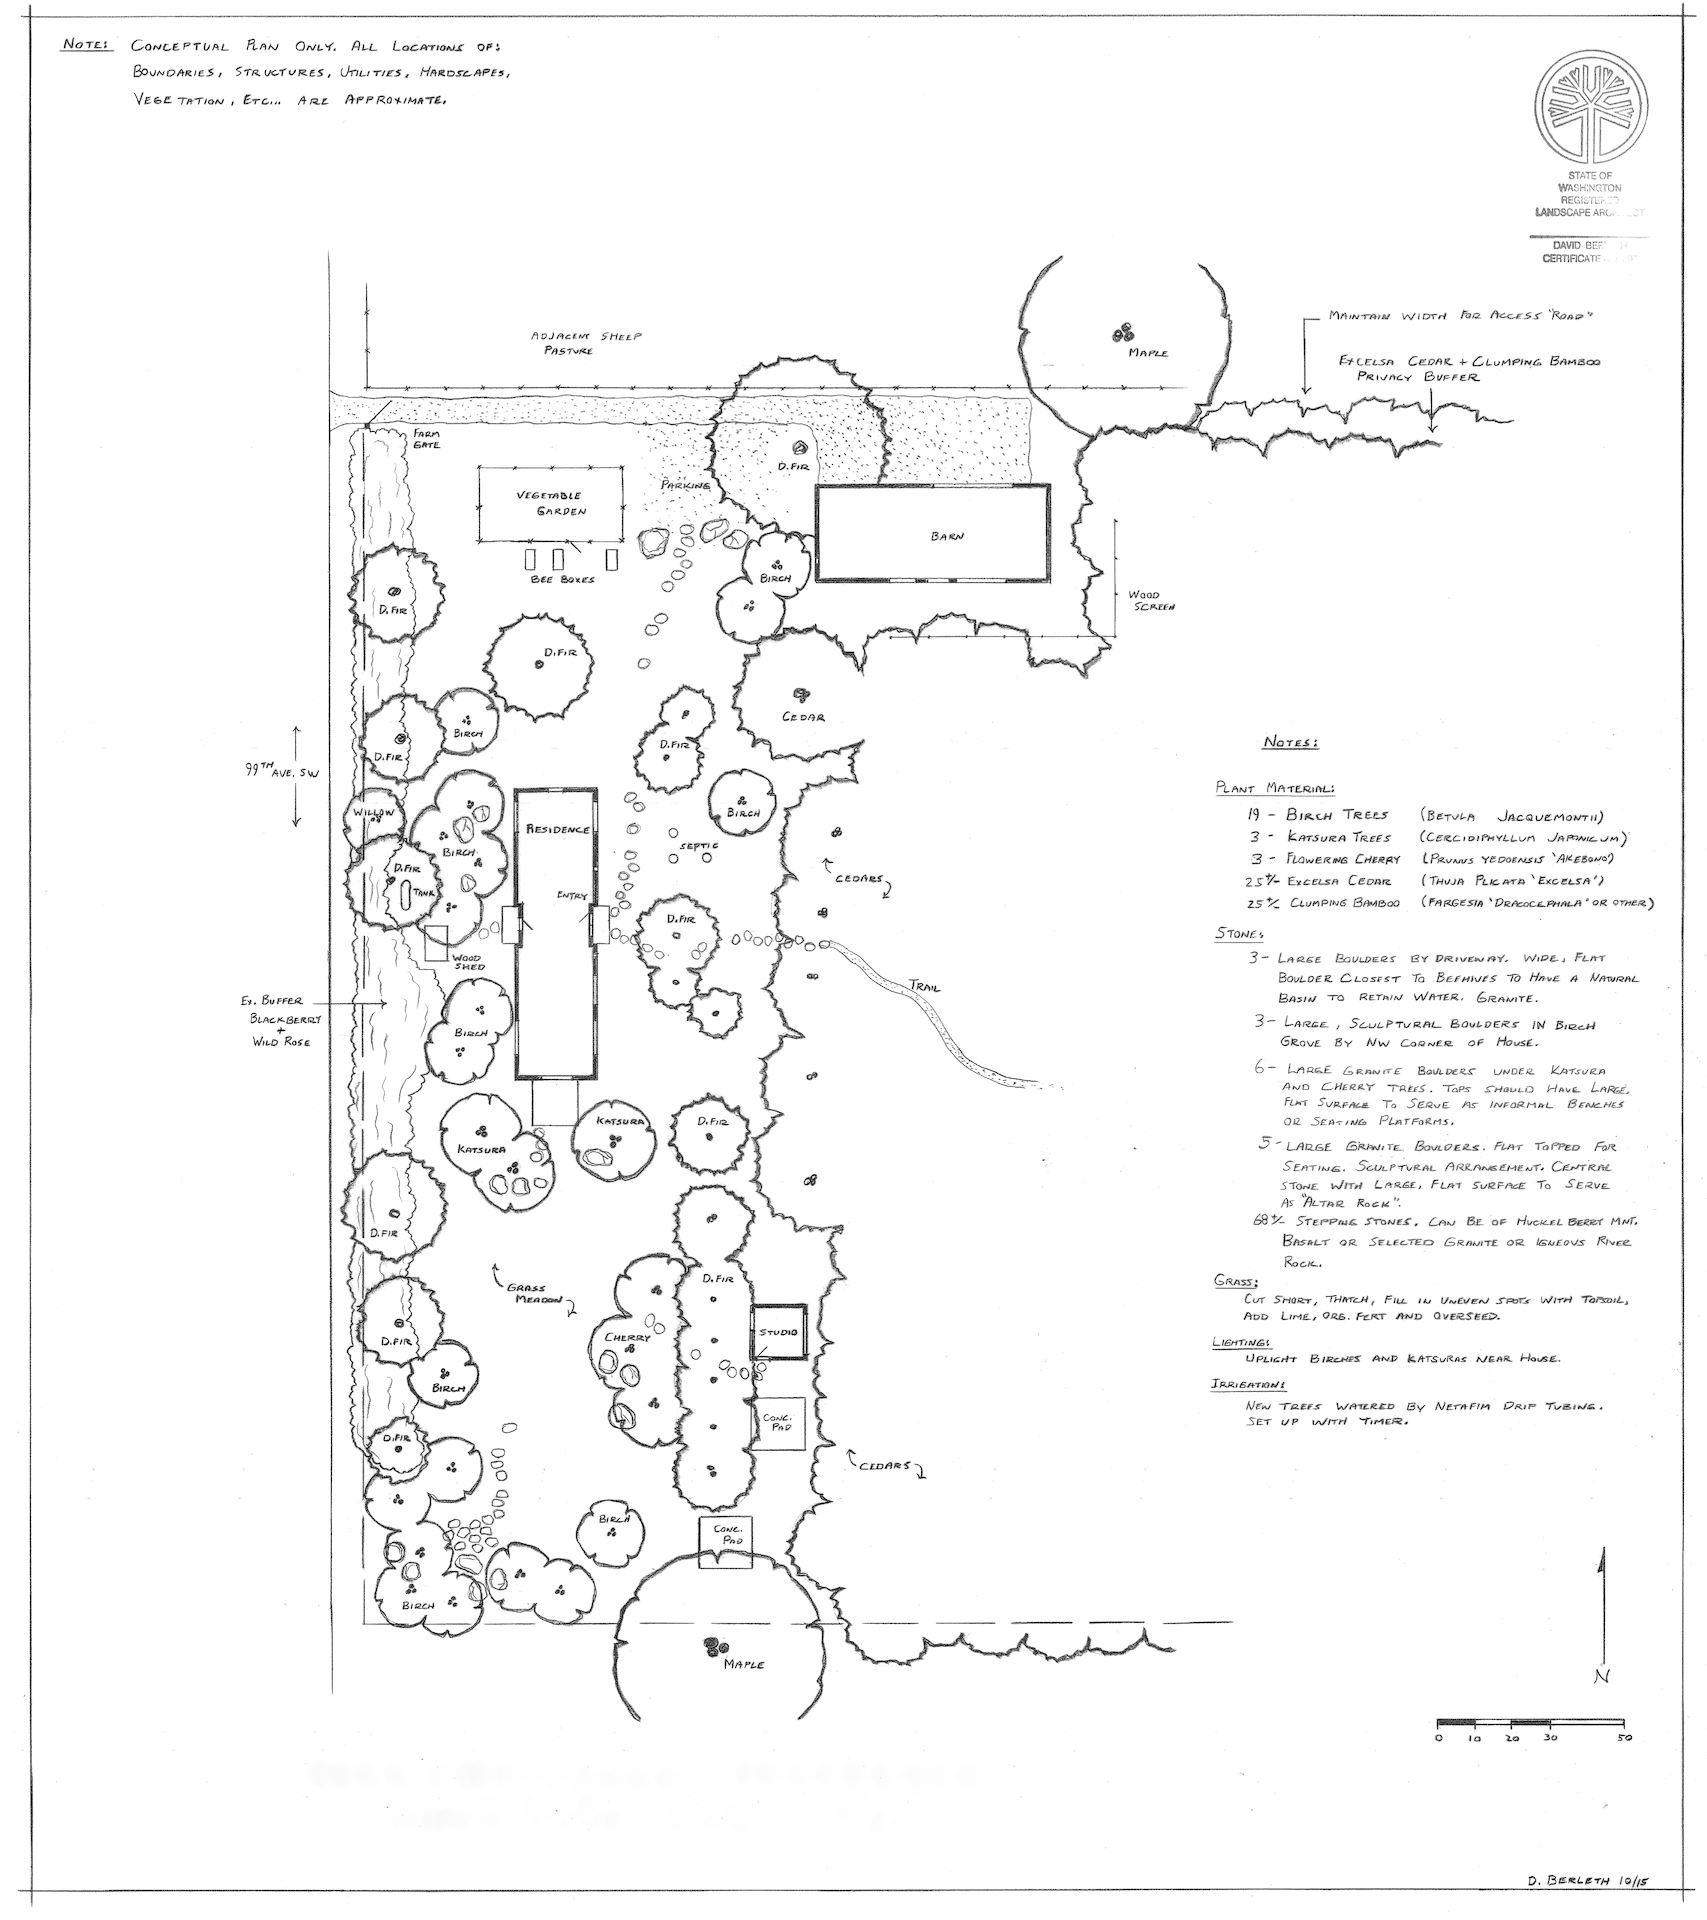 NOTE: CONCEPTUAL PLAN ONLY. ALL LOCATIONS OF:
BOUNDARIES, STRUCTURES, UTILITIES, HARDSCAPES,
VEGETATION, ETC... ARE APPROXIMATE.
STATE OF
WASHINGTON
LANDSCAPE
DAVID
CERTIFICATE
MAINTAIN WIDTH FOR ACCESS "ROAD"
EXCELSA CEDAR + CLUMPING BAMBOO
PRIVACY BUFFER
ADJACENT SHEEP
PASTURE
MAPLE
FARM
GATE
D.FIR
PARKING
VEGETABLE
GARDEN
BARN
BEE BOXES
BIRCH
WOOD
SCREEN
D.FIR
D.FIR
CEDAR
BIRCH
D.FIR
D.FIR
99TH AVE. SW
WILLOW
BIRCH
RESIDENCE
BIRCH
SEPTIC
D.FIR
TANK
ENTRY
CEDARS
D.FIR
WOOD
SHED
TRAIL
EX. BUFFER
BLACKBERRY
+
WILD ROSE
BIRCH
KATSURA
KATSURA
D.FIR
D.FIR
GRASS
MEADOW
D.FIR
CHERRY
STUDIO
D.FIR
BIRCH
CONC.
PAD
D.FIR
CEDARS
BIRCH
CONC.
PAD
BIRCH
MAPLE
NOTES:
PLANT MATERIAL:
19 - BIRCH TREES (BETULA JACQUEMONTII)
3 - KATSURA TREES (CERCIDIPHYLLUM JAPONICUM)
3 - FLOWERING CHERRY (PRUNUS YEDOENSIS 'AKEBONO')
25+/- EXCELSA CEDAR (THUJA PLICATA 'EXCELSA')
25+/- CLUMPING BAMBOO (FARGESIA 'DRACOCEPHALA' OR OTHER)
STONE:
3 - LARGE BOULDERS BY DRIVEWAY. WIDE, FLAT
BOULDER CLOSEST TO BEEHIVES TO HAVE A NATURAL
BASIN TO RETAIN WATER. GRANITE.
3 - LARGE, SCULPTURAL BOULDERS IN BIRCH
GROVE BY NW CORNER OF HOUSE.
6 - LARGE GRANITE BOULDERS UNDER KATSURA
AND CHERRY TREES. TOPS SHOULD HAVE LARGE,
FLAT SURFACE TO SERVE AS INFORMAL BENCHES
OR SEATING PLATFORMS.
5 - LARGE GRANITE BOULDERS. FLAT TOPPED FOR
SEATING. SCULPTURAL ARRANGEMENT. CENTRAL
STONE WITH LARGE, FLAT SURFACE TO SERVE
AS "ALTAR ROCK".
68+/- STEPPING STONES. CAN BE OF HUCKELBERRY MNT.
BASALT OR SELECTED GRANITE OR IGNEOUS RIVER
ROCK.
GRASS:
CUT SHORT, THATCH, FILL IN UNEVEN SPOTS WITH TOPSOIL,
ADD LIME, ORG. FERT AND OVERSEED.
LIGHTING:
UPLIGHT BIRCHES AND KATSURAS NEAR HOUSE.
IRRIGATION:
NEW TREES WATERED BY NETAFIM DRIP TUBING.
SET UP WITH TIMER.
N
0 10 20 30 50
D. BERLETH 10/15